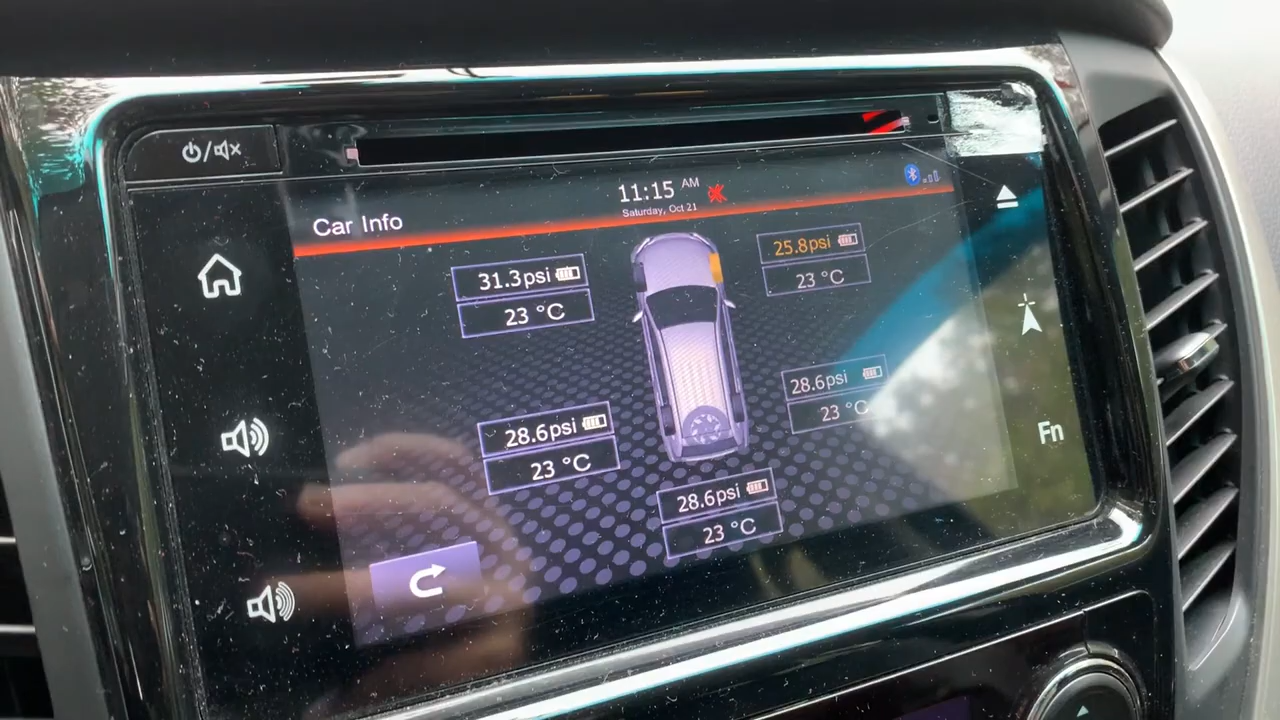 11:15 AM
Saturday, Oct 21
Car Info
31.3psi
23 °C
25.8psi
23 °C
28.6psi
23 °C
28.6psi
23 °C
28.6psi
23 °C
Fn